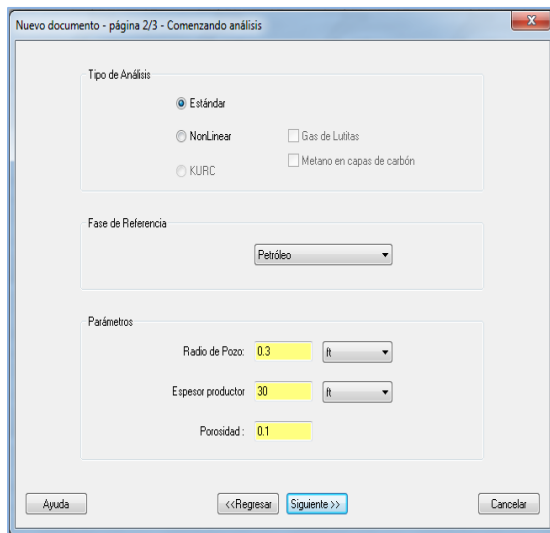 Nuevo documento - página 2/3 - Comenzando análisis
Tipo de Análisis
Estándar
NonLinear
Gas de Lutitas
KURC
Metano en capas de carbón
Fase de Referencia
Petróleo
Parámetros
Radio de Pozo: 0.3 ft
Espesor productor 30 ft
Porosidad : 0.1
Ayuda <<Regresar Siguiente >> Cancelar